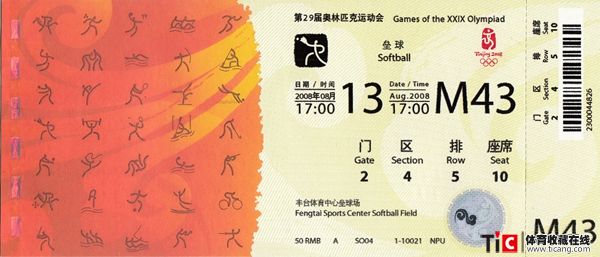 第29届奥林匹克运动会 Games of the XXIX Olympiad
垒球
Softball
Beijing 2008
日期 / 时间
2008年08月
17:00
13
Date / Time
Aug.2008
17:00
M43
门 区 排 座席
Gate Section Row Seat
2 4 5 10
丰台体育中心垒球场
Fengtai Sports Center Softball Field
50 RMB A SO04 1-10021 NPU
座席 Seat 10
排 Row 5
区 Section 4
门 Gate 2
2300044826
M43
TiC 体育收藏在线
www.ticang.com